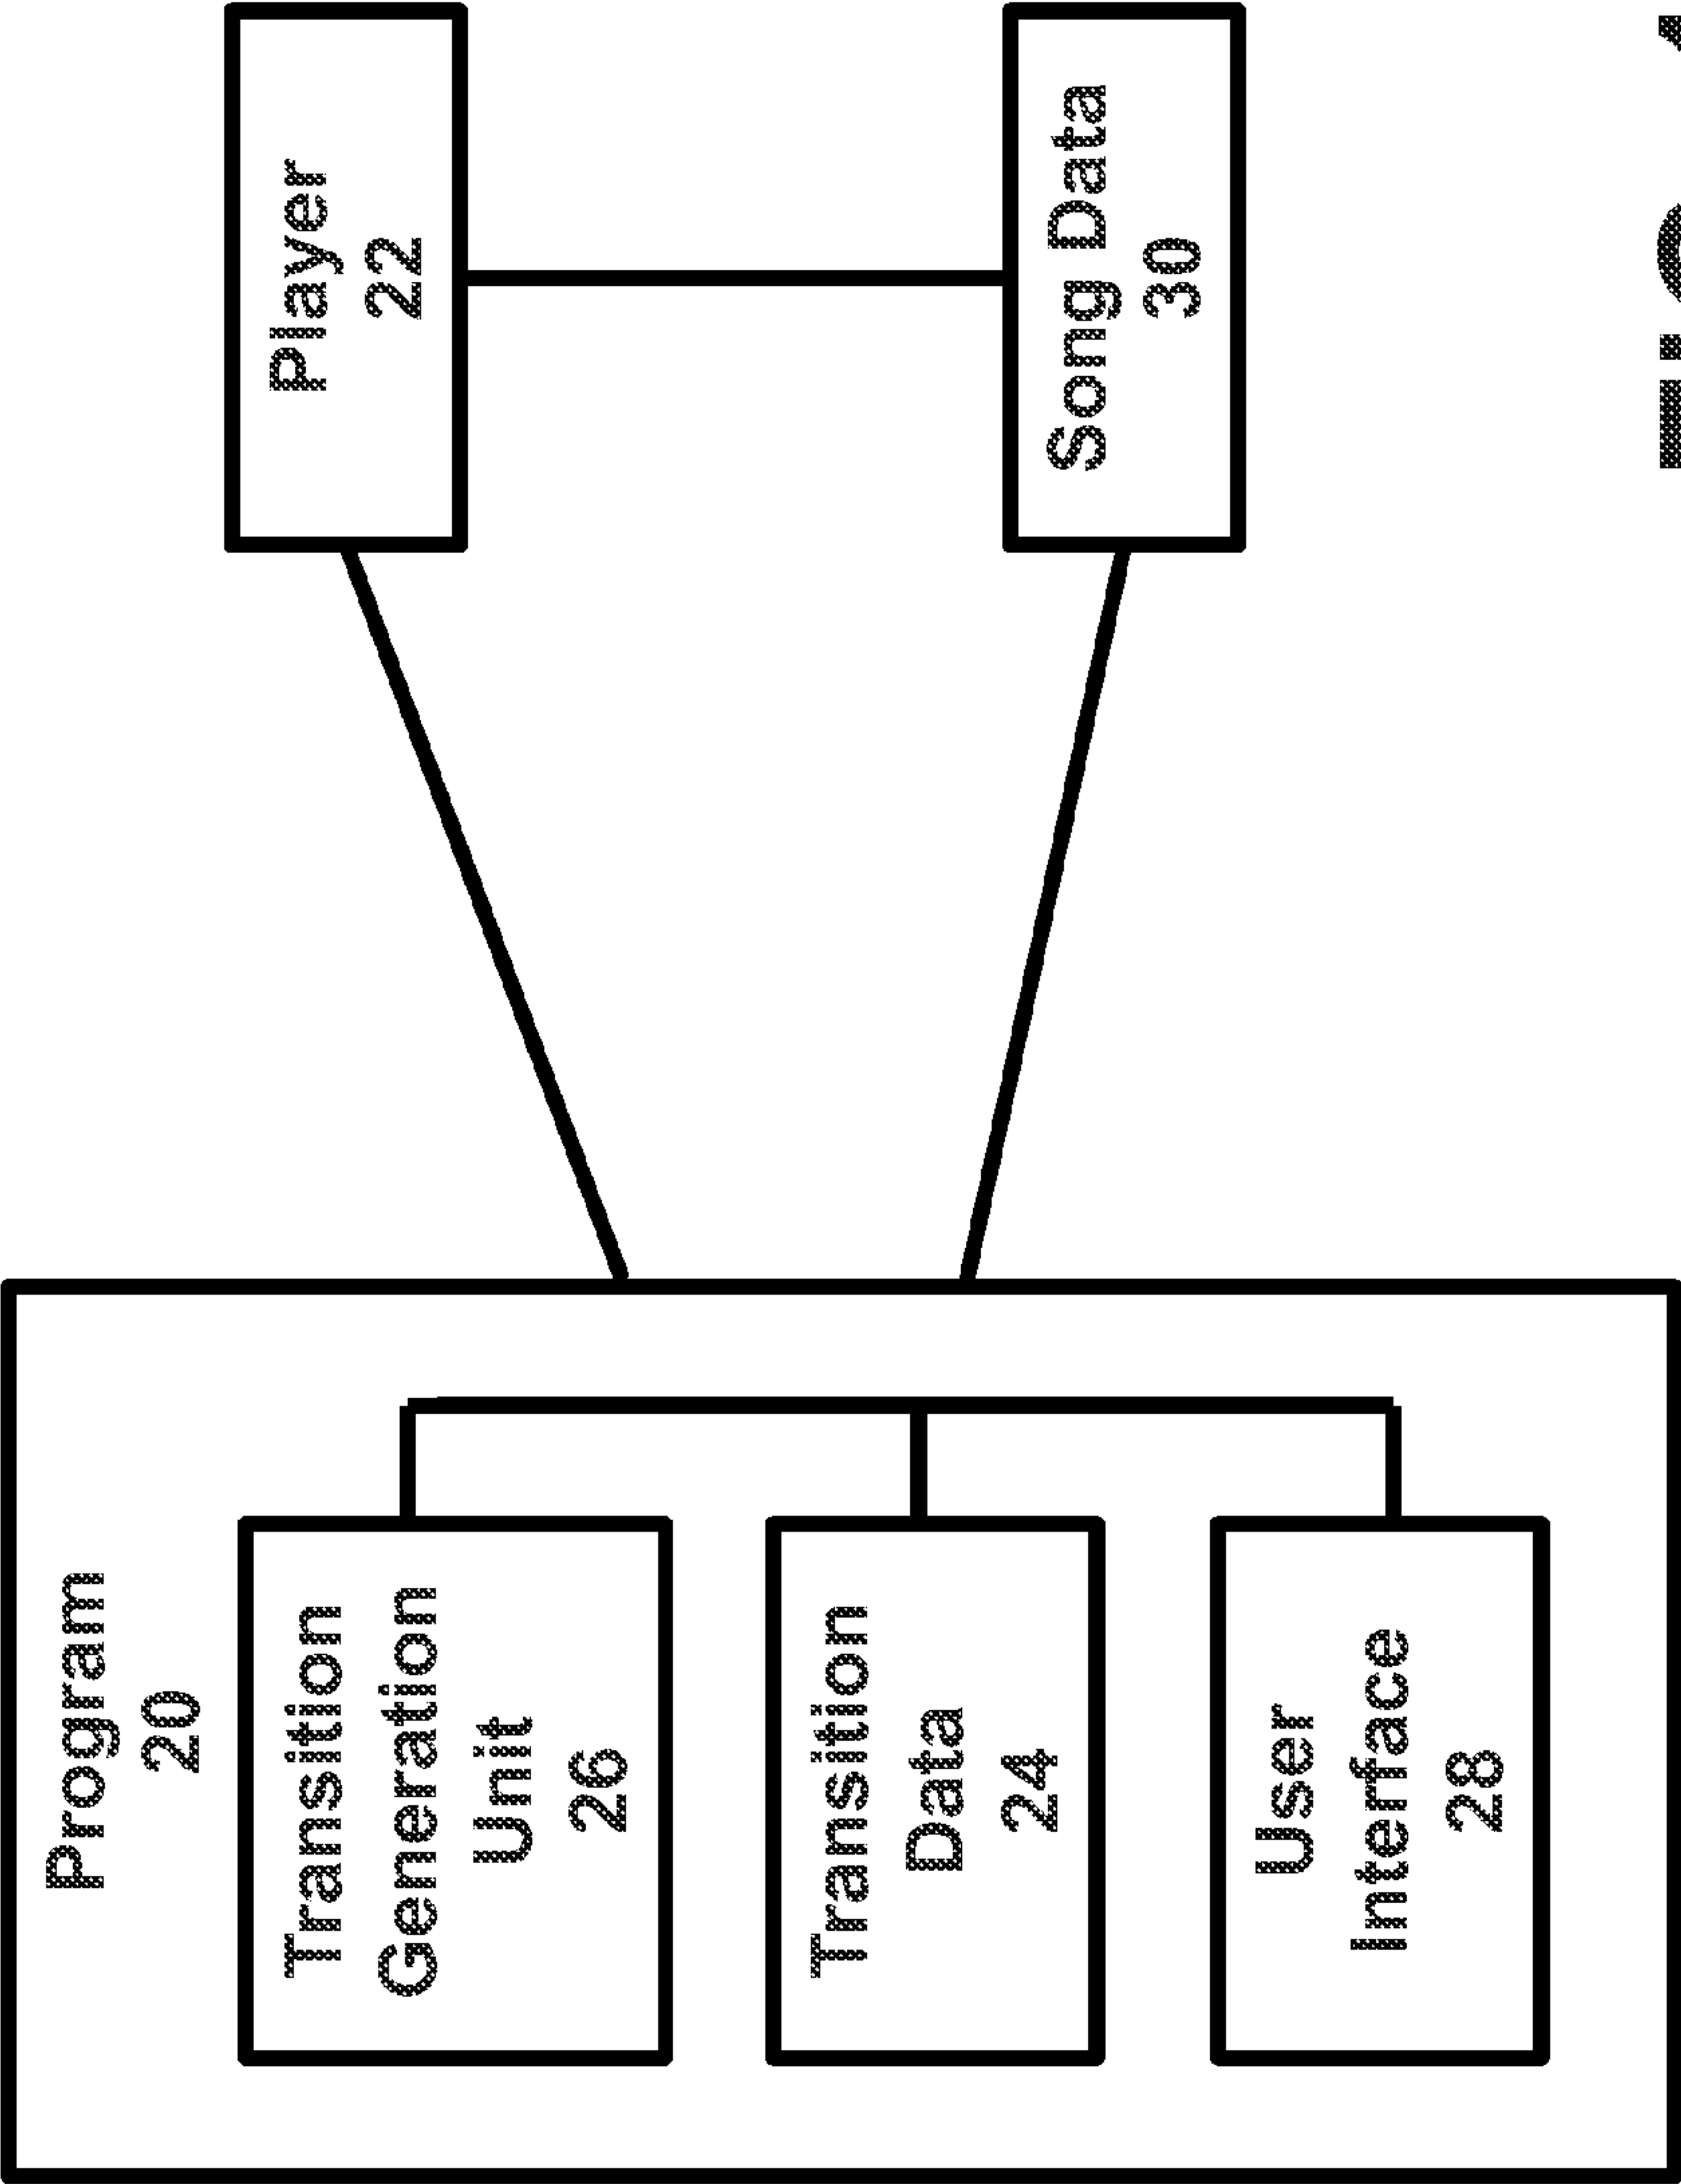 Program
20
Transition
Generation
Unit
26
Transition
Data
24
User
Interface
28
Player
22
Song Data
30